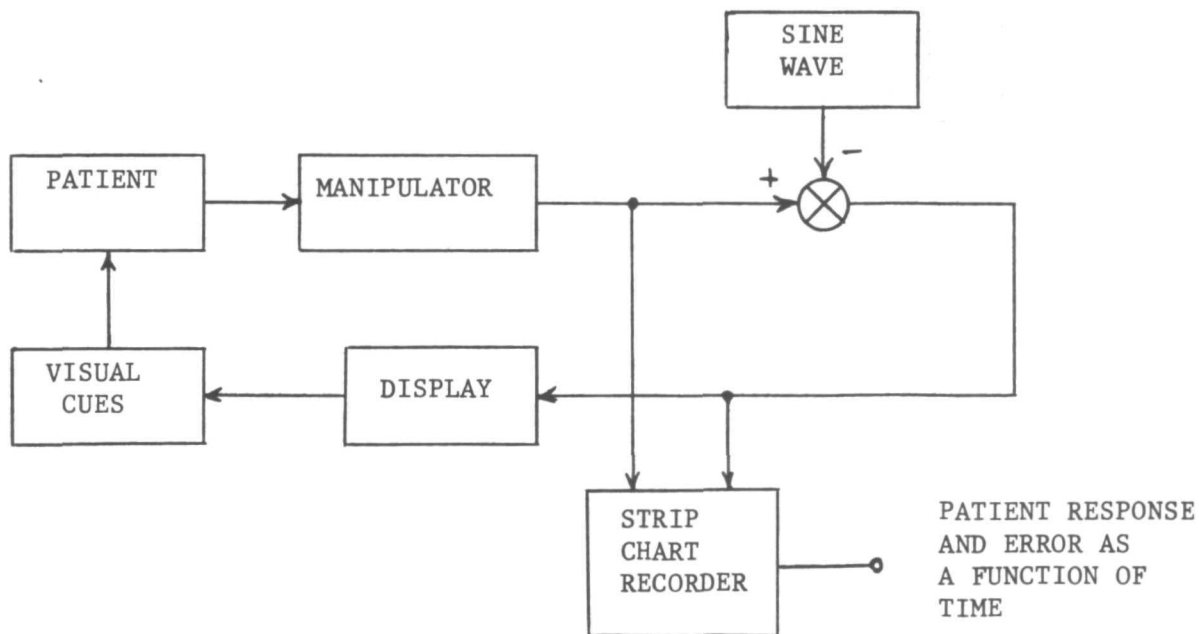 SINE
WAVE
-
PATIENT
MANIPULATOR
+
VISUAL
CUES
DISPLAY
STRIP
CHART
RECORDER
PATIENT RESPONSE
AND ERROR AS
A FUNCTION OF
TIME